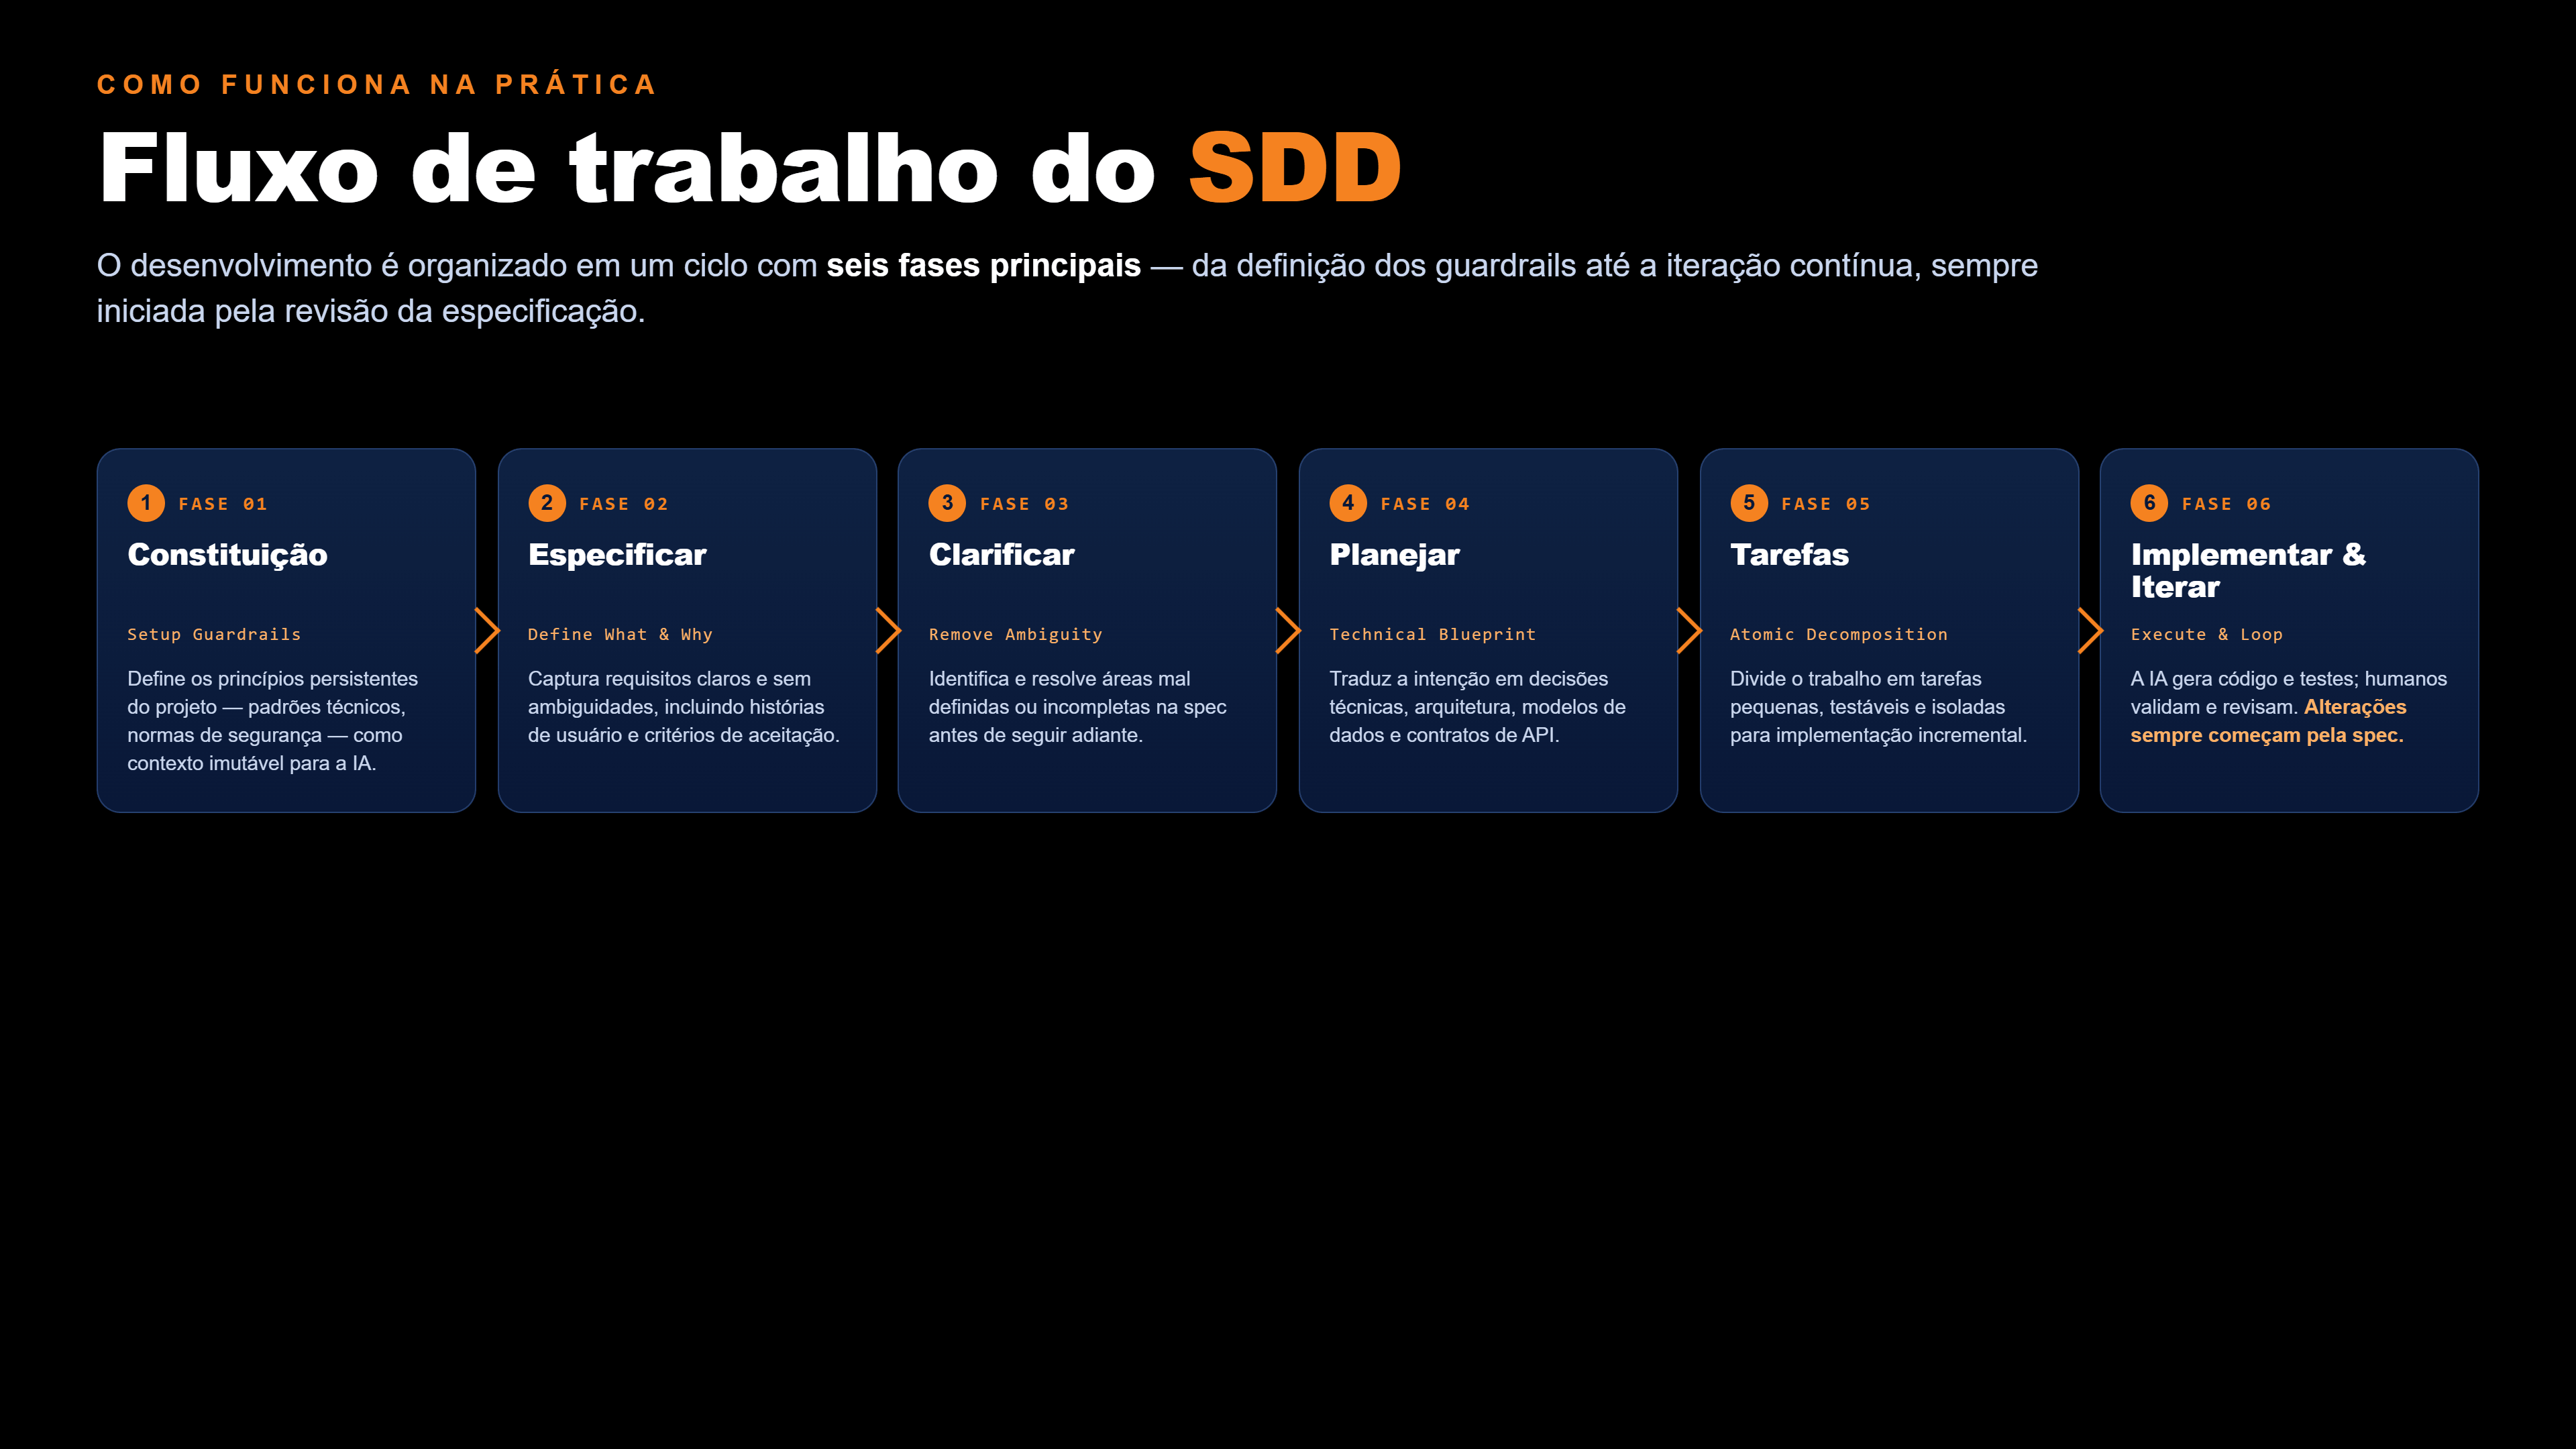 COMO FUNCIONA NA PRÁTICA
Fluxo de trabalho do SDD
O desenvolvimento é organizado em um ciclo com seis fases principais — da definição dos guardrails até a iteração contínua, sempre
iniciada pela revisão da especificação.
1 FASE 01
Constituição
Setup Guardrails
Define os princípios persistentes
do projeto — padrões técnicos,
normas de segurança — como
contexto imutável para a IA.
2 FASE 02
Especificar
Define What & Why
Captura requisitos claros e sem
ambiguidades, incluindo histórias
de usuário e critérios de aceitação.
3 FASE 03
Clarificar
Remove Ambiguity
Identifica e resolve áreas mal
definidas ou incompletas na spec
antes de seguir adiante.
4 FASE 04
Planejar
Technical Blueprint
Traduz a intenção em decisões
técnicas, arquitetura, modelos de
dados e contratos de API.
5 FASE 05
Tarefas
Atomic Decomposition
Divide o trabalho em tarefas
pequenas, testáveis e isoladas
para implementação incremental.
6 FASE 06
Implementar &
Iterar
Execute & Loop
A IA gera código e testes; humanos
validam e revisam. Alterações
sempre começam pela spec.